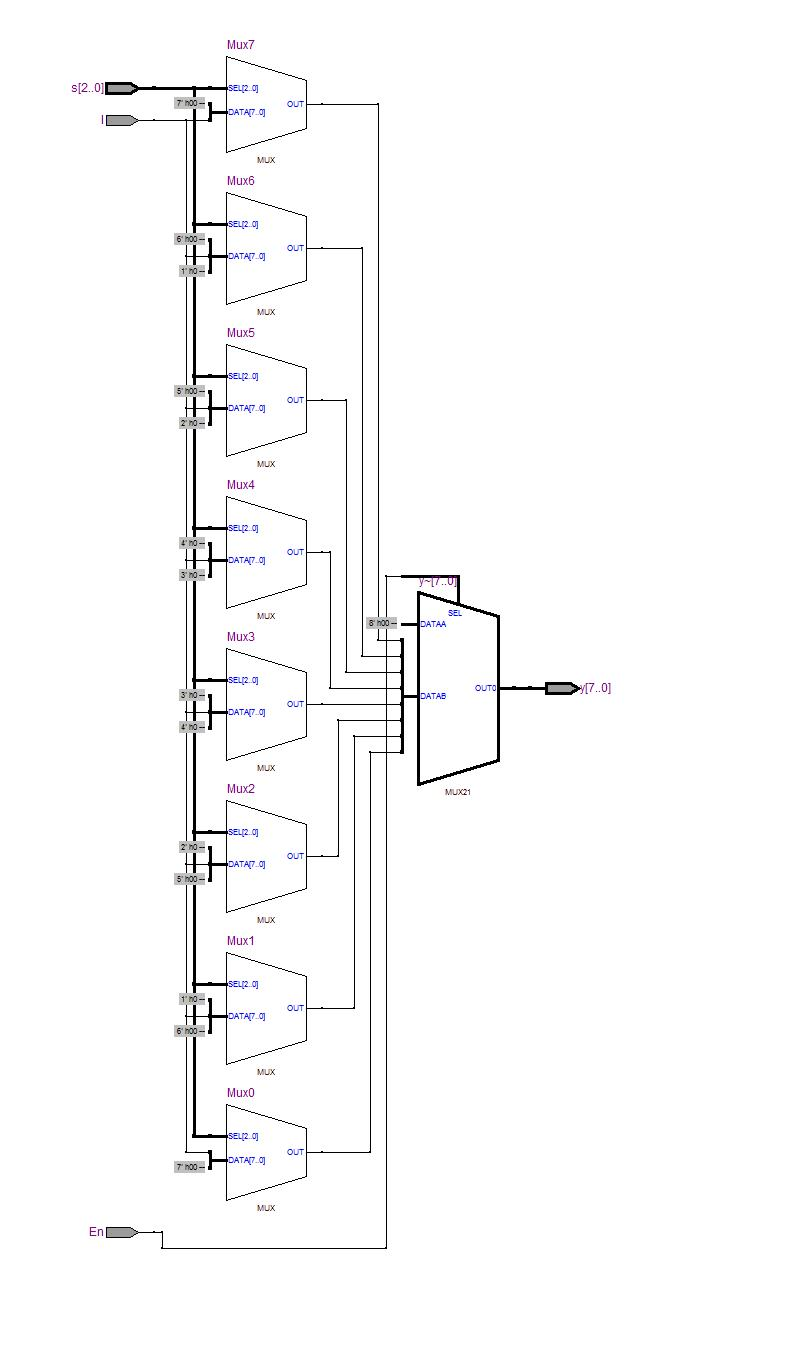 Mux7
s[2..0]
SEL[2..0]
7' h00
OUT
DATA[7..0]
I
MUX
Mux6
SEL[2..0]
6' h00
OUT
DATA[7..0]
1' h0
MUX
Mux5
SEL[2..0]
5' h00
OUT
DATA[7..0]
2' h0
MUX
Mux4
SEL[2..0]
4' h0
OUT
DATA[7..0]
3' h0
MUX
y~[7..0]
SEL
8' h00
DATAA
Mux3
SEL[2..0]
OUT0
y[7..0]
3' h0
DATAB
OUT
DATA[7..0]
4' h0
MUX
Mux2
MUX21
SEL[2..0]
2' h0
OUT
DATA[7..0]
5' h00
MUX
Mux1
SEL[2..0]
1' h0
OUT
DATA[7..0]
6' h00
MUX
Mux0
SEL[2..0]
OUT
DATA[7..0]
7' h00
MUX
En